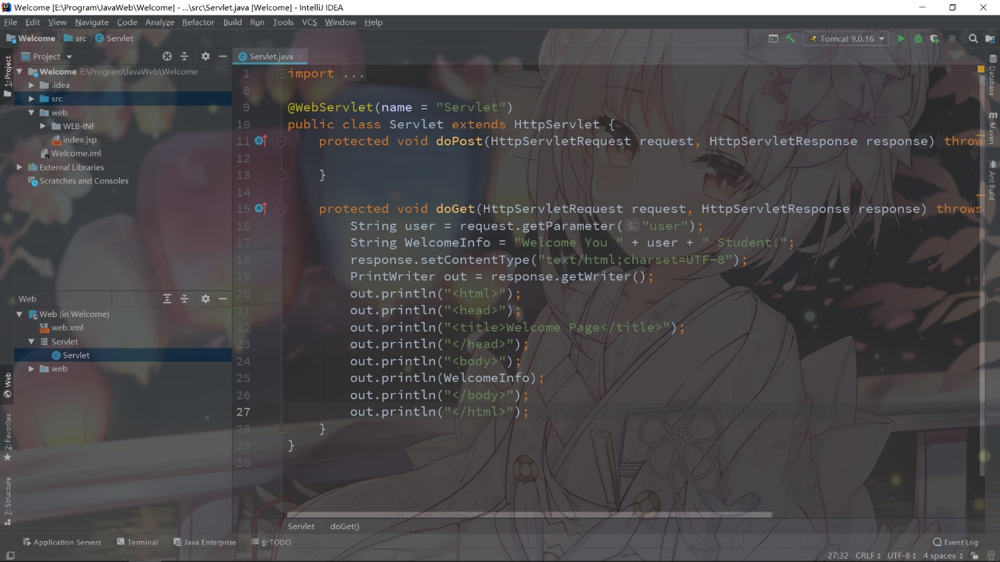 Welcome [E:\Program\JavaWeb\Welcome] - ...\src\Servlet.java [Welcome] - IntelliJ IDEA
File Edit View Navigate Code Analyze Refactor Build Run Tools VCS Window Help
Welcome src Servlet Tomcat 9.0.16
1: Project
Project
Welcome E:\Program\JavaWeb\Welcome
.idea
src
web
WEB-INF
index.jsp
Welcome.iml
External Libraries
Scratches and Consoles
Web
Web (in Welcome)
web.xml
Servlet
Servlet
web
Web
2: Favorites
Z: Structure
Servlet.java
1 import ...
8
9 @WebServlet(name = "Servlet")
10 public class Servlet extends HttpServlet {
11 protected void doPost(HttpServletRequest request, HttpServletResponse response) throw
12
13 }
14
15 protected void doGet(HttpServletRequest request, HttpServletResponse response) throws
16 String user = request.getParameter( s: "user");
17 String WelcomeInfo = "Welcome You " + user + " Student!";
18 response.setContentType("text/html;charset=UTF-8");
19 PrintWriter out = response.getWriter();
20 out.println("<html>");
21 out.println("<head>");
22 out.println("<title>Welcome Page</title>");
23 out.println("</head>");
24 out.println("<body>");
25 out.println(WelcomeInfo);
26 out.println("</body>");
27 out.println("</html>");
28 }
29 }
30
Servlet doGet()
Database
m Maven
Ant Build
Application Servers Terminal Java Enterprise 6: TODO Event Log
27:32 CRLF UTF-8 4 spaces